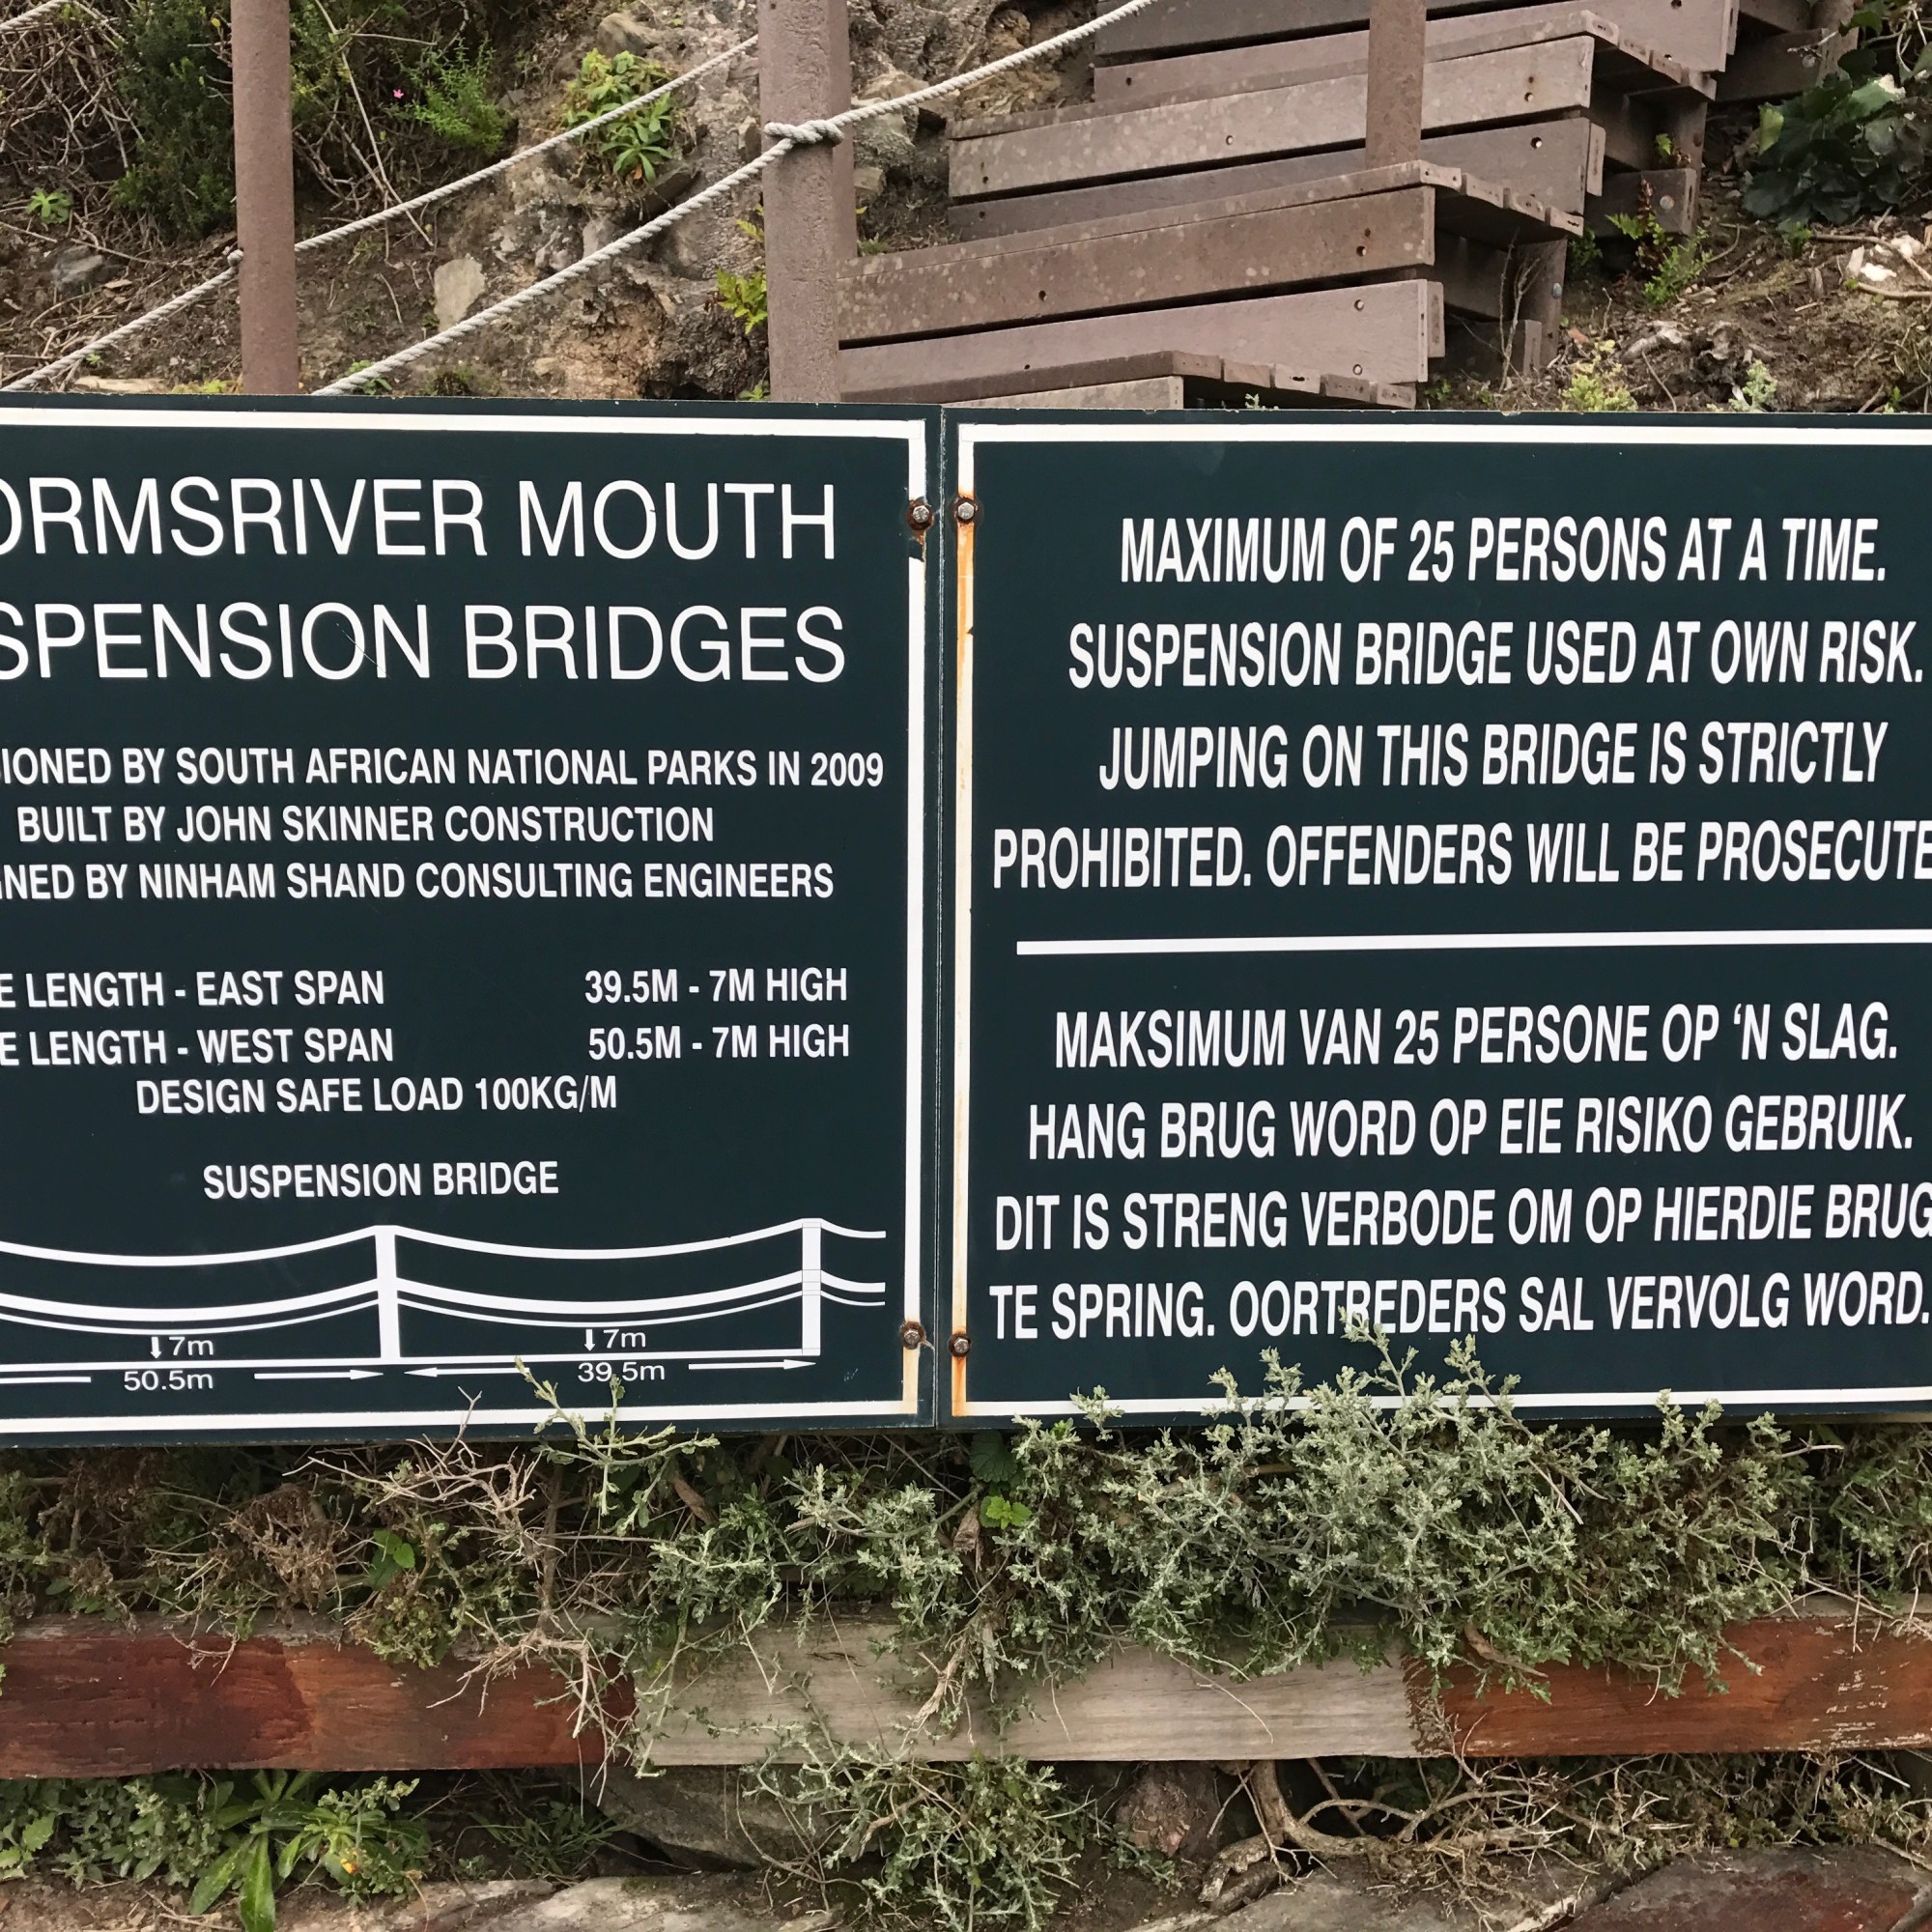 ORMSRIVER MOUTH
SPENSION BRIDGES
IONED BY SOUTH AFRICAN NATIONAL PARKS IN 2009
BUILT BY JOHN SKINNER CONSTRUCTION
NED BY NINHAM SHAND CONSULTING ENGINEERS
E LENGTH - EAST SPAN 39.5M - 7M HIGH
E LENGTH - WEST SPAN 50.5M - 7M HIGH
DESIGN SAFE LOAD 100KG/M
SUSPENSION BRIDGE
7m 7m
50.5m 39.5m
MAXIMUM OF 25 PERSONS AT A TIME.
SUSPENSION BRIDGE USED AT OWN RISK.
JUMPING ON THIS BRIDGE IS STRICTLY
PROHIBITED. OFFENDERS WILL BE PROSECUTE
MAKSIMUM VAN 25 PERSONE OP 'N SLAG.
HANG BRUG WORD OP EIE RISIKO GEBRUIK.
DIT IS STRENG VERBODE OM OP HIERDIE BRUG
TE SPRING. OORTREDERS SAL VERVOLG WORD.